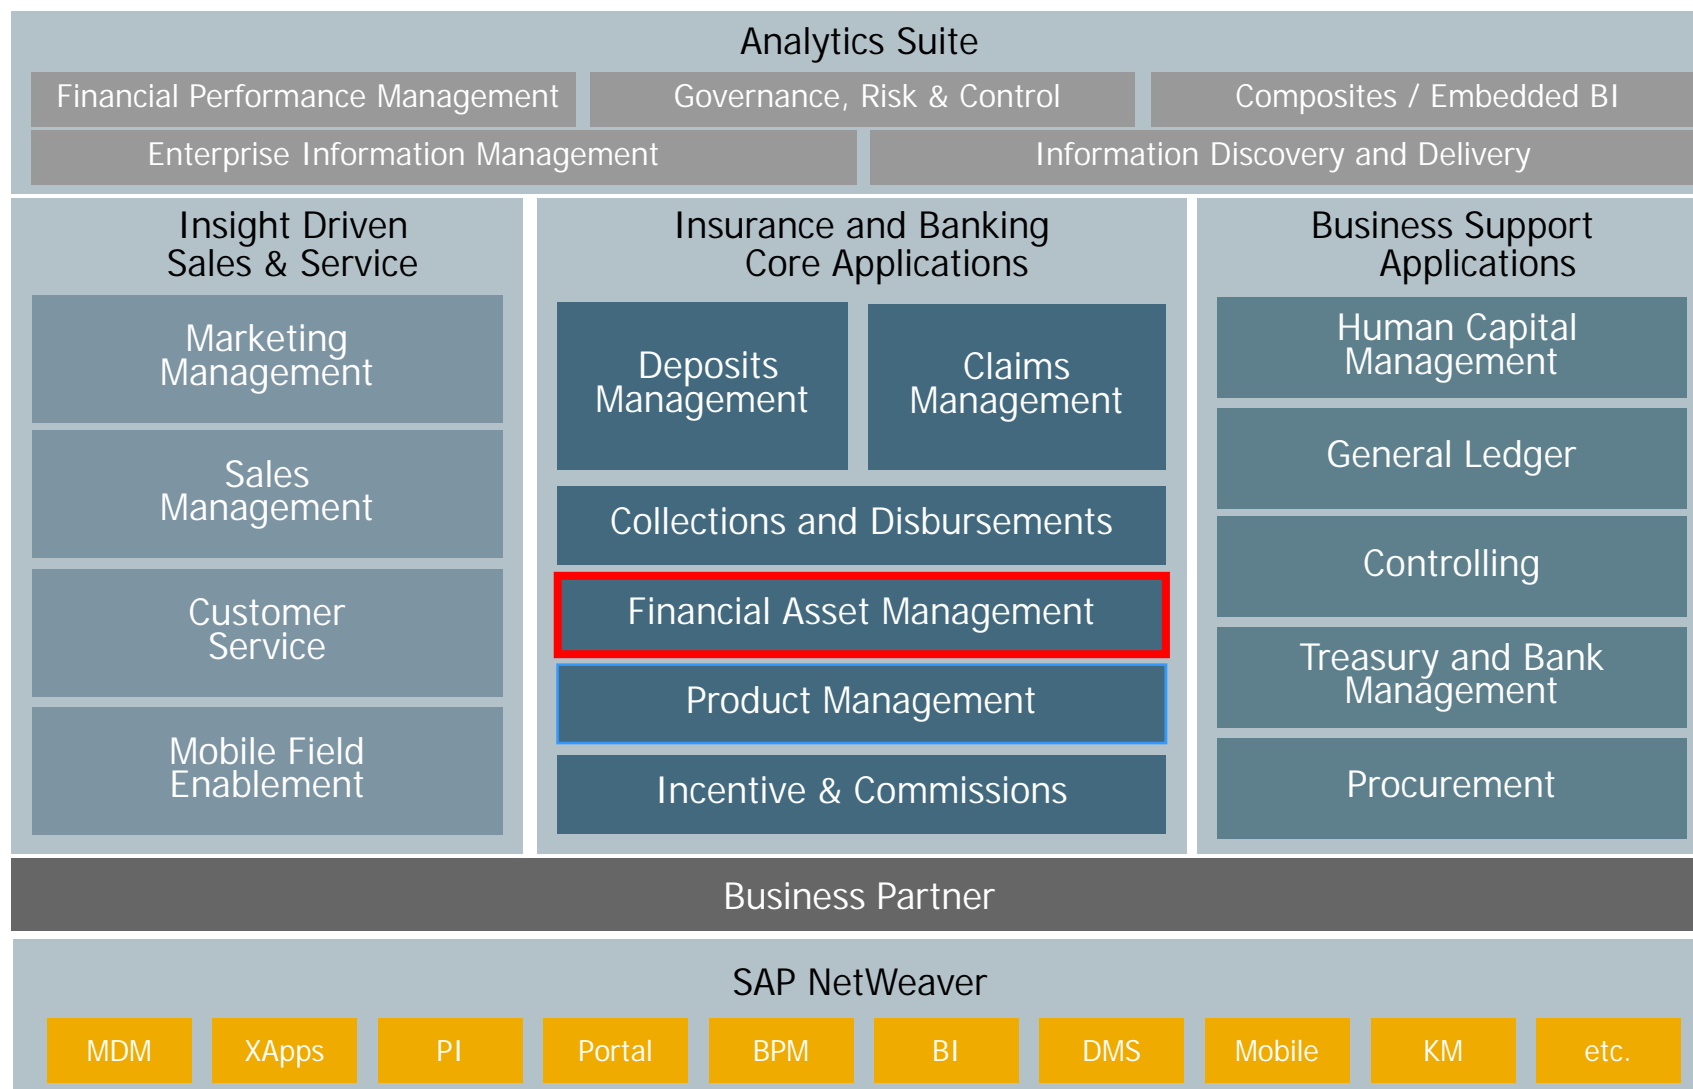 Analytics Suite
Financial Performance Management
Governance, Risk & Control
Composites / Embedded BI
Enterprise Information Management
Information Discovery and Delivery
Insight Driven
Sales & Service
Marketing
Management
Sales
Management
Customer
Service
Mobile Field
Enablement
Insurance and Banking
Core Applications
Deposits
Management
Claims
Management
Collections and Disbursements
Financial Asset Management
Product Management
Incentive & Commissions
Business Support
Applications
Human Capital
Management
General Ledger
Controlling
Treasury and Bank
Management
Procurement
Business Partner
SAP NetWeaver
MDM
XApps
PI
Portal
BPM
BI
DMS
Mobile
KM
etc.